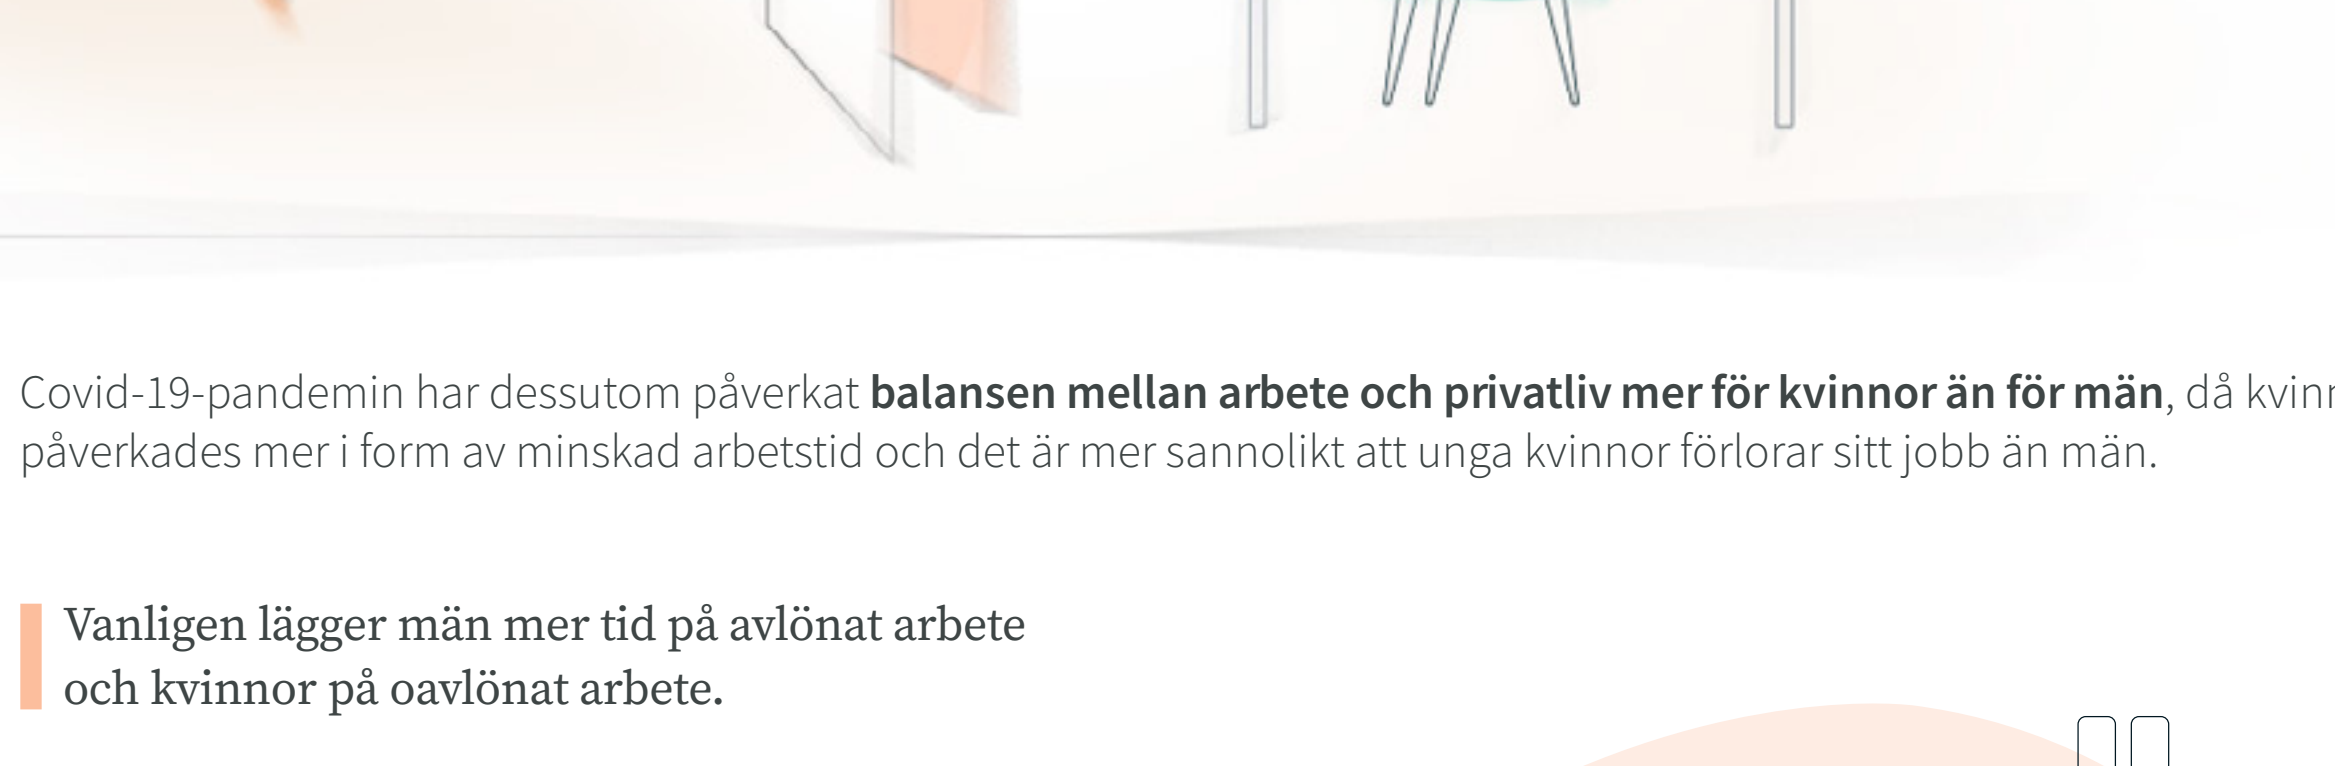 Covid-19-pandemin har dessutom påverkat balansen mellan arbete och privatliv mer för kvinnor än för män, då
påverkades mer i form av minskad arbetstid och det är mer sannolikt att unga kvinnor förlorar sitt jobb än män.
Vanligen lägger män mer tid på avlönat arbete
och kvinnor på oavlönat arbete.